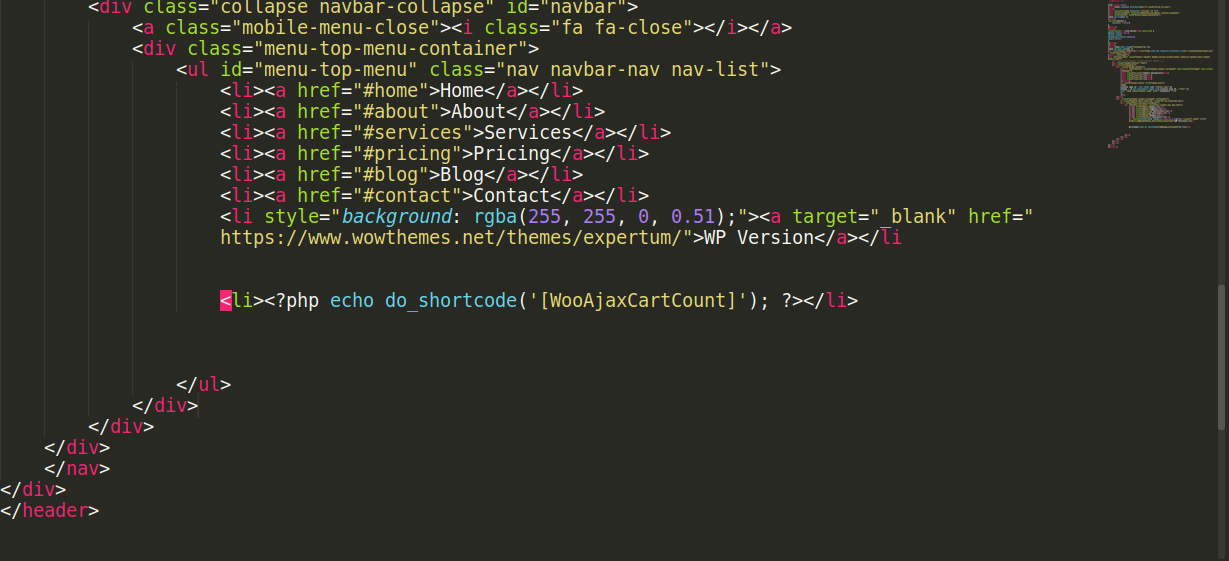 <div class="collapse navbar-collapse" id="navbar">
<a class="mobile-menu-close"><i class="fa fa-close"></i></a>
<div class="menu-top-menu-container">
<ul id="menu-top-menu" class="nav navbar-nav nav-list">
<li><a href="#home">Home</a></li>
<li><a href="#about">About</a></li>
<li><a href="#services">Services</a></li>
<li><a href="#pricing">Pricing</a></li>
<li><a href="#blog">Blog</a></li>
<li><a href="#contact">Contact</a></li>
<li style="background: rgba(255, 255, 0, 0.51);"><a target="_blank" href="
https://www.wowthemes.net/themes/expertum/">WP Version</a></li
<li><?php echo do_shortcode('[WooAjaxCartCount]'); ?></li>
</ul>
</div>
</div>
</div>
</nav>
</div>
</header>